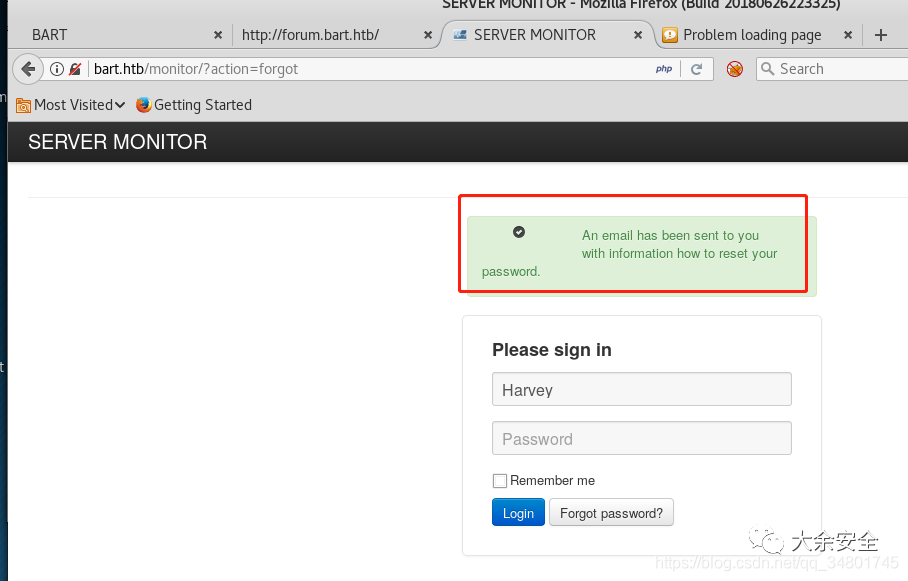 SERVER MONITOR - Mozilla Firefox (Build 20180626223325)
BART
http://forum.bart.htb/
SERVER MONITOR
Problem loading page
bart.htb/monitor/?action=forgot
php
Search
Most Visited
Getting Started
SERVER MONITOR
An email has been sent to you
with information how to reset your
password.
Please sign in
Harvey
Password
Remember me
Login
Forgot password?
大余安全
https://blog.csdn.net/qq_34801745